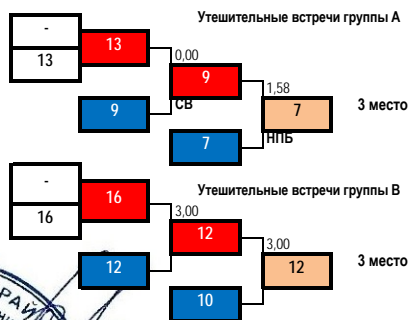 Утешительные встречи группы A
-
13
13
0,00
9
9
СВ
1,58
7
3 место
7
НПБ
Утешительные встречи группы B
-
16
16
3,00
12
12
3,00
12
3 место
10
РАЙ